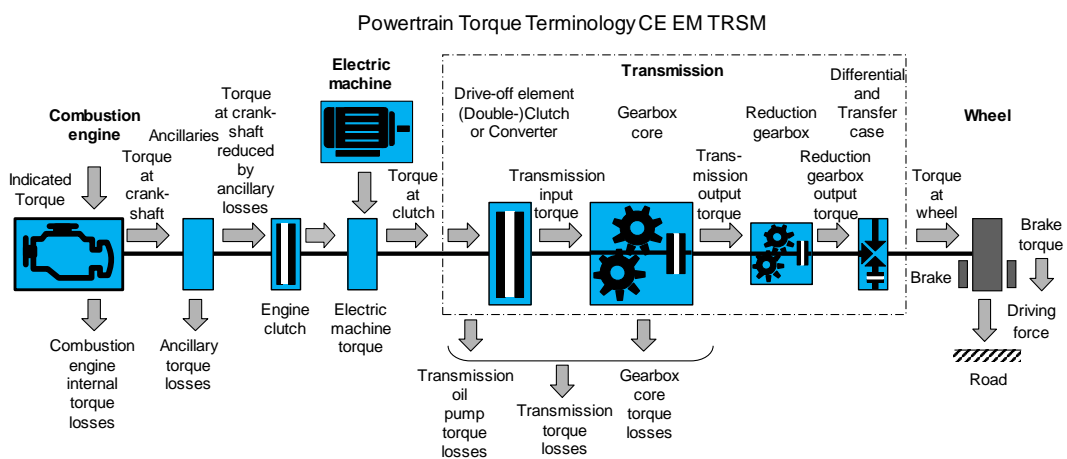 Powertrain Torque Terminology CE EM TRSM
Combustion
engine
Indicated
Torque
Torque
at
crank-
shaft
Ancillaries
Torque
at crank-
shaft
reduced
by
ancillary
losses
Electric
machine
Torque
at
clutch
Transmission
Drive-off element
(Double-)Clutch
or Converter
Transmission
input
torque
Gearbox
core
Trans-
mission
output
torque
Reduction
gearbox
Reduction
gearbox
output
torque
Differential
and
Transfer
case
Torque
at
wheel
Wheel
Brake
torque
Brake
Driving
force
Road
Combustion
engine
internal
torque
losses
Ancillary
torque
losses
Engine
clutch
Electric
machine
torque
Transmission
oil
pump
torque
losses
Transmission
torque
losses
Gearbox
core
torque
losses